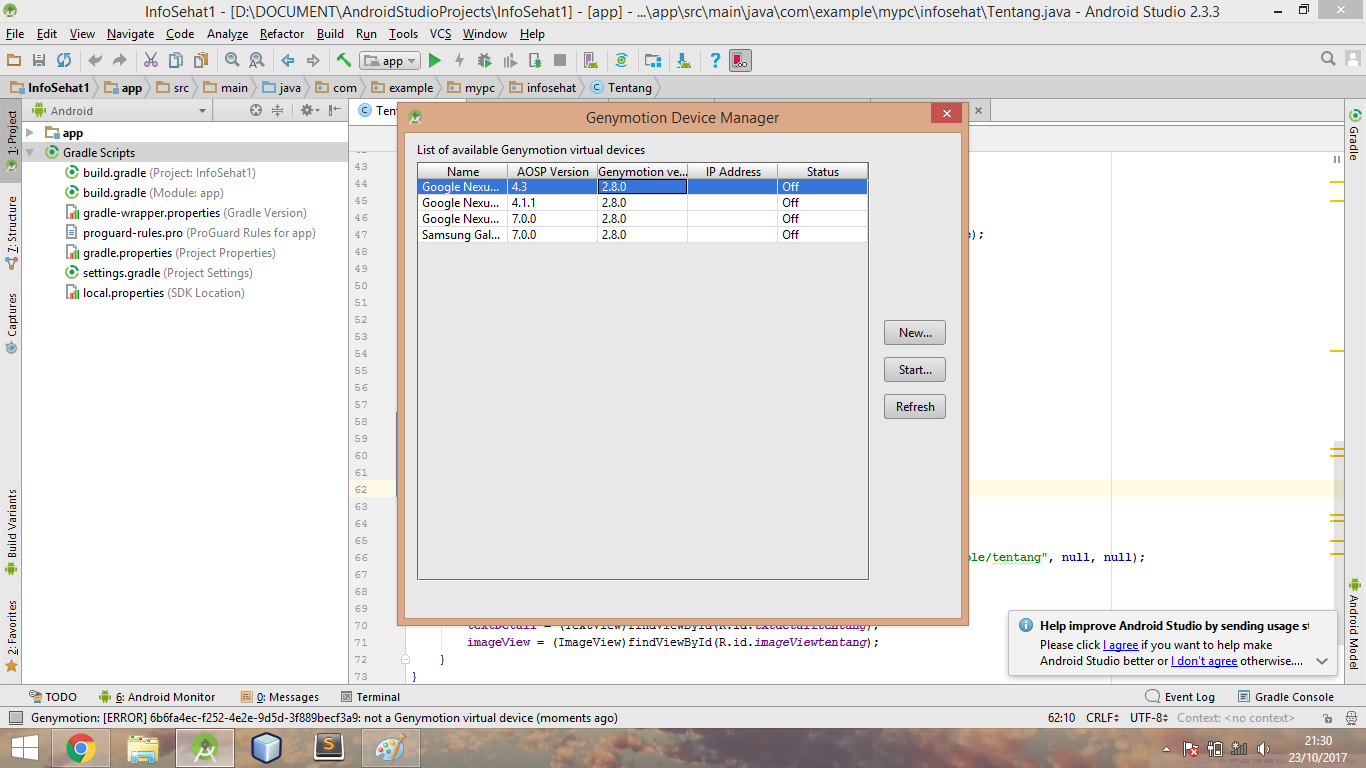 InfoSehat1 - [D:\DOCUMENT\AndroidStudioProjects\InfoSehat1] - [app] - ...\app\src\main\java\com\example\mypc\infosehat\Tentang.java - Android Studio 2.3.3
File Edit View Navigate Code Analyze Refactor Build Run Tools VCS Window Help
app
InfoSehat1 app src main java com example mypc infosehat Tentang
1: Project
7: Structure
Captures
Build Variants
2: Favorites
Android
app
Gradle Scripts
build.gradle (Project: InfoSehat1)
build.gradle (Module: app)
gradle-wrapper.properties (Gradle Version)
proguard-rules.pro (ProGuard Rules for app)
gradle.properties (Project Properties)
settings.gradle (Project Settings)
local.properties (SDK Location)
Genymotion Device Manager
List of available Genymotion virtual devices
Name AOSP Version Genymotion ve... IP Address Status
Google Nexu... 4.3 2.8.0 Off
Google Nexu... 4.1.1 2.8.0 Off
Google Nexu... 7.0.0 2.8.0 Off
Samsung Gal... 7.0.0 2.8.0 Off
New...
Start...
Refresh
43
44
45
46
47 );
48
49
50
51
52
53
54
55
56
57
58
59
60
61
62
63
64
65
66 le/tentang", null, null);
67
68
69
70 textDetail = (TextView)findViewById(R.id.txtdetailtentang);
71 imageView = (ImageView)findViewById(R.id.imageViewtentang);
72 }
73 }
Gradle
Android Model
Help improve Android Studio by sending usage st
Please click I agree if you want to help make
Android Studio better or I don't agree otherwise....
TODO 6: Android Monitor 0: Messages Terminal Event Log Gradle Console
Genymotion: [ERROR] 6b6fa4ec-f252-4e2e-9d5d-3f889becf3a9: not a Genymotion virtual device (moments ago) 62:10 CRLF UTF-8 Context: <no context>
21:30
23/10/2017